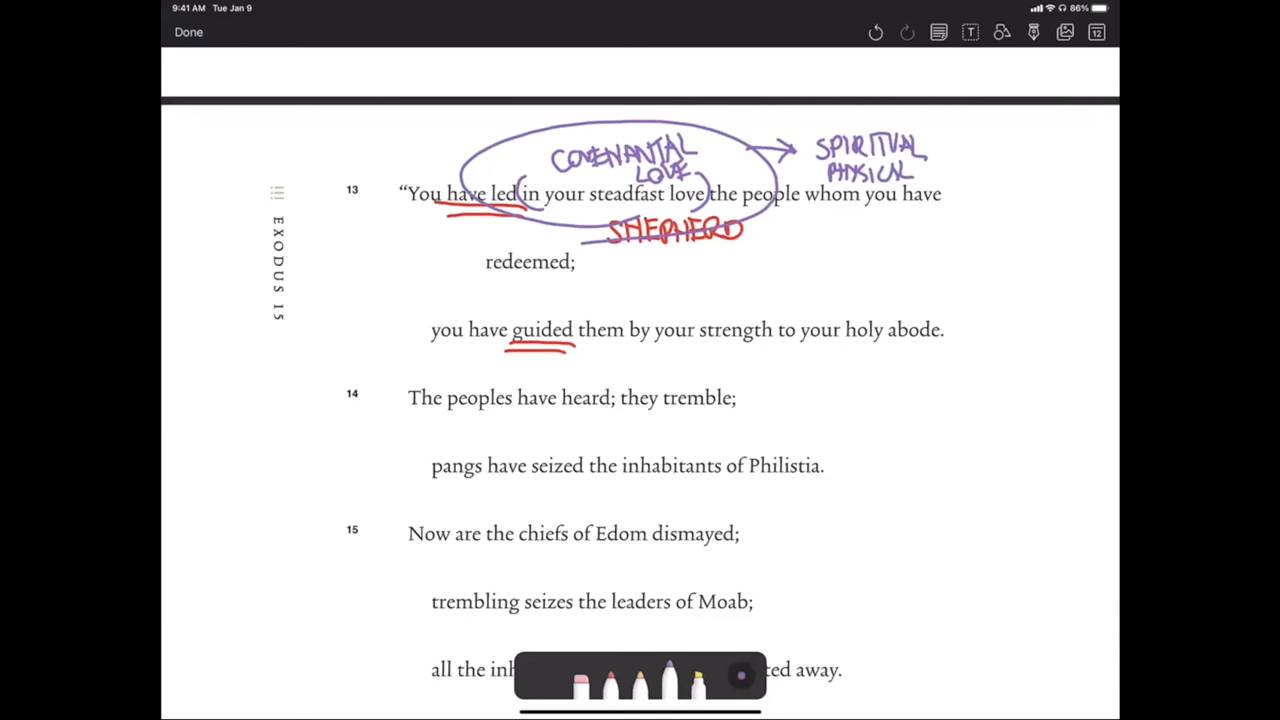 9:41 AM Tue Jan 9
86%
Done
T
12
COVENANTAL
LOVE
SPIRITUAL
PHYSICAL
13 “You have led (in your steadfast love) the people whom you have
SHEPHERD
redeemed;
EXODUS 15
you have guided them by your strength to your holy abode.
14 The peoples have heard; they tremble;
pangs have seized the inhabitants of Philistia.
15 Now are the chiefs of Edom dismayed;
trembling seizes the leaders of Moab;
all the away.